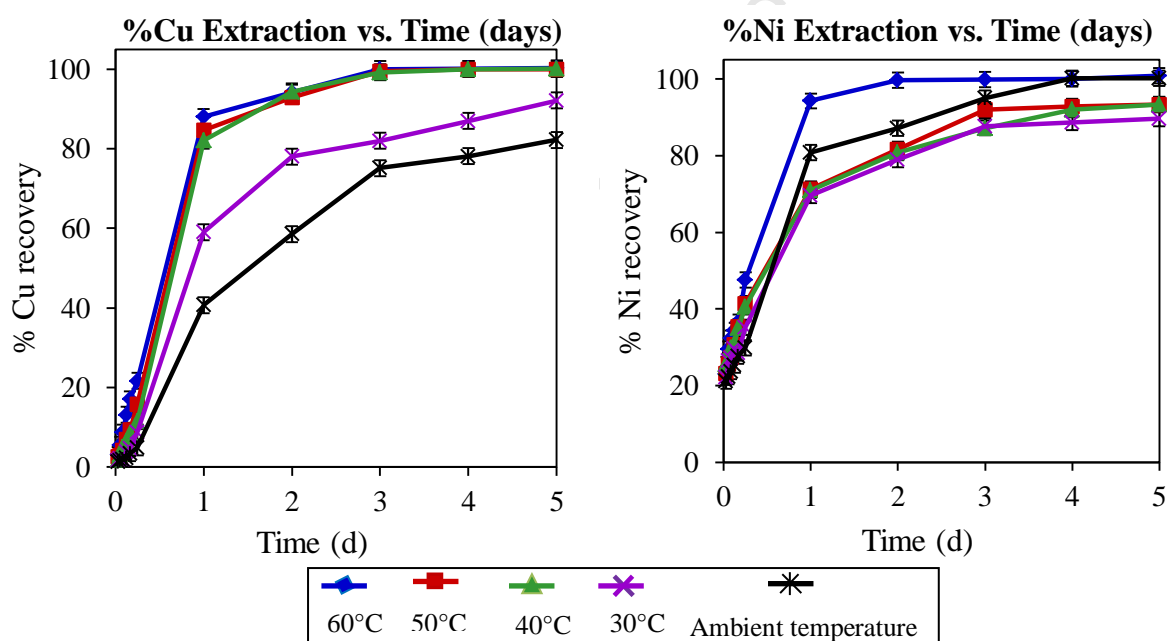 %Cu Extraction vs. Time (days)
% Cu recovery
100
80
60
40
20
0
0 1 2 3 4 5
Time (d)
%Ni Extraction vs. Time (days)
% Ni recovery
100
80
60
40
20
0
0 1 2 3 4 5
Time (d)
60°C 50°C 40°C 30°C Ambient temperature